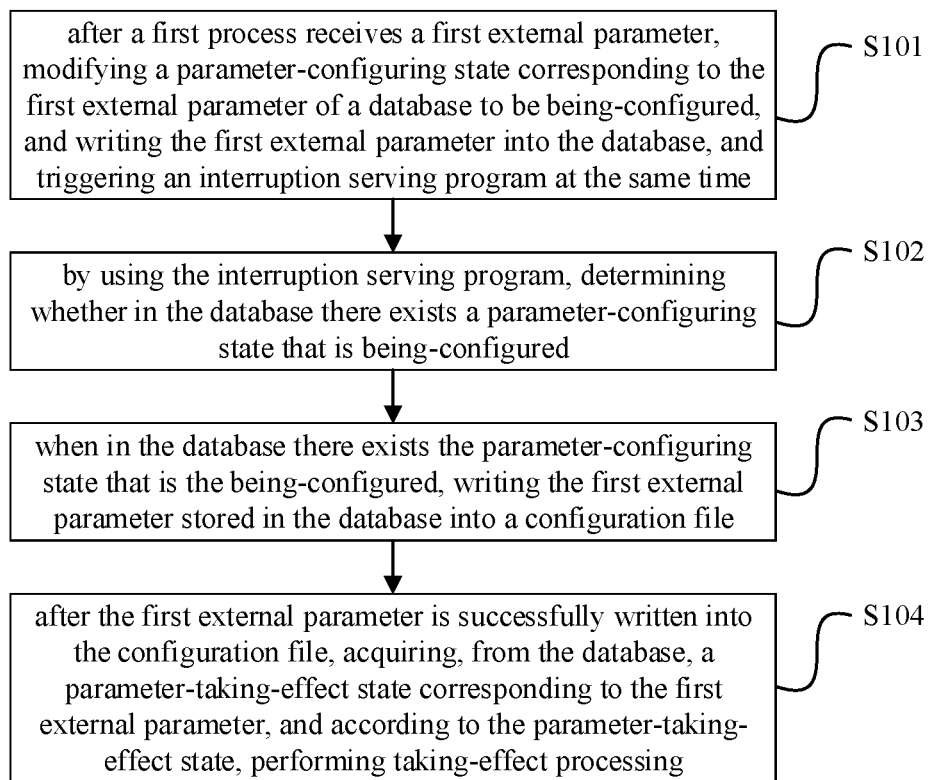 after a first process receives a first external parameter,
modifying a parameter-configuring state corresponding to the
first external parameter of a database to be being-configured,
and writing the first external parameter into the database, and
triggering an interruption serving program at the same time
S101
by using the interruption serving program, determining
whether in the database there exists a parameter-configuring
state that is being-configured
S102
when in the database there exists the parameter-configuring
state that is the being-configured, writing the first external
parameter stored in the database into a configuration file
S103
after the first external parameter is successfully written into
the configuration file, acquiring, from the database, a
parameter-taking-effect state corresponding to the first
external parameter, and according to the parameter-taking-
effect state, performing taking-effect processing
S104